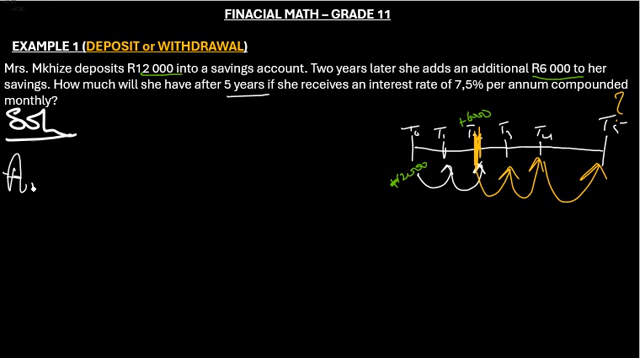 FINACIAL MATH – GRADE 11
EXAMPLE 1 (DEPOSIT or WITHDRAWAL)
Mrs. Mkhize deposits R12 000 into a savings account. Two years later she adds an additional R6 000 to her
savings. How much will she have after 5 years if she receives an interest rate of 7,5% per annum compounded
monthly?
?
+6000
T₀ T₁ T₃ T₄ T₅
+12000
A